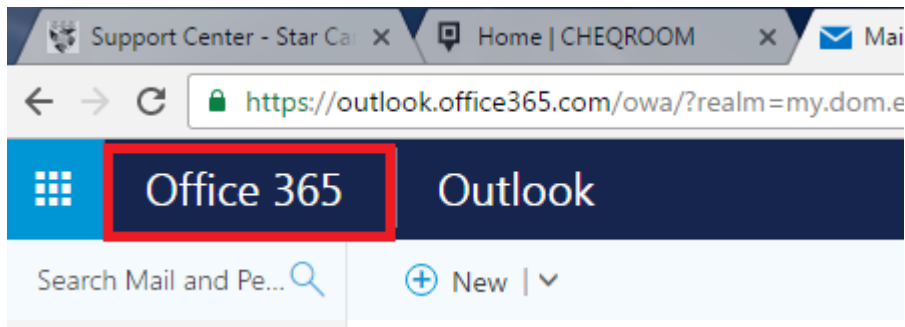 Support Center - Star Ca
Home | CHEQROOM
Mai
https://outlook.office365.com/owa/?realm=my.dom.e
Office 365
Outlook
Search Mail and Pe...
New